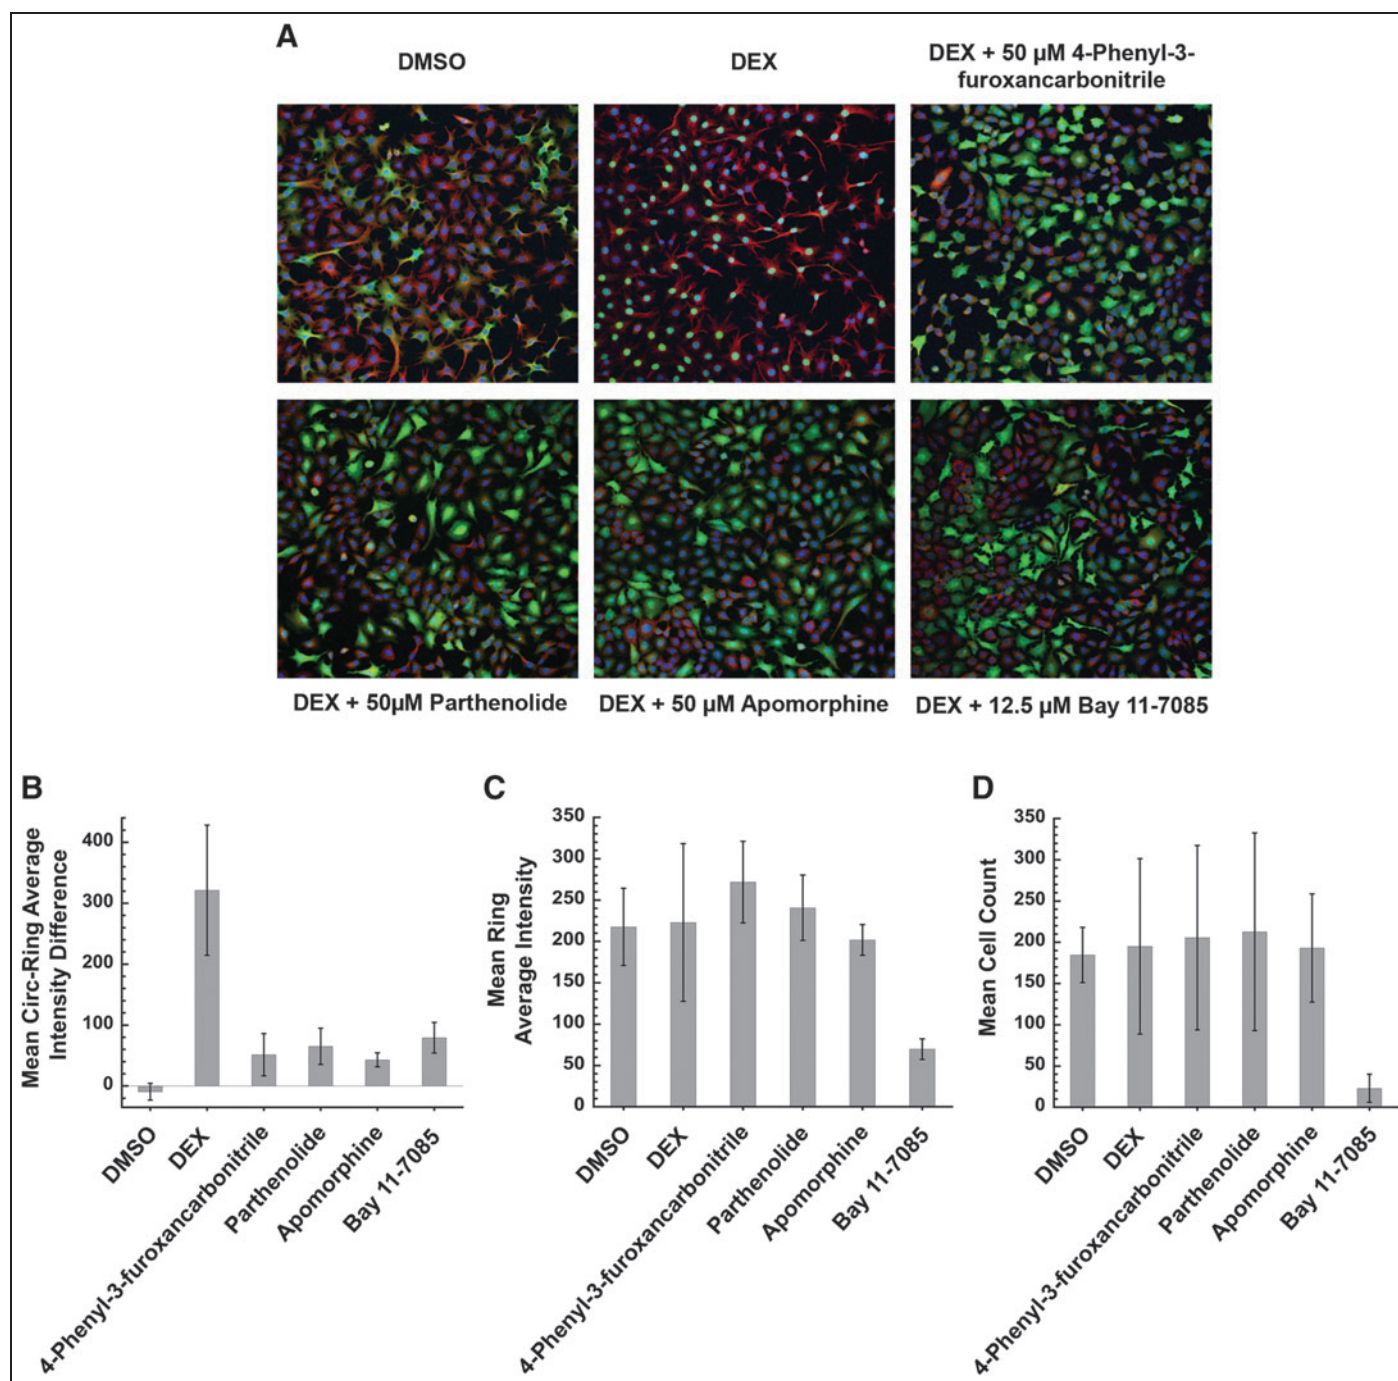 A
DMSO
DEX
DEX + 50 µM 4-Phenyl-3-
furoxancarbonitrile
DEX + 50µM Parthenolide
DEX + 50 µM Apomorphine
DEX + 12.5 µM Bay 11-7085
B
Mean Circ-Ring Average
Intensity Difference
400
300
200
100
0
DMSO
DEX
4-Phenyl-3-furoxancarbonitrile
Parthenolide
Apomorphine
Bay 11-7085
C
Mean Ring
Average Intensity
350
300
250
200
150
100
50
0
DMSO
DEX
4-Phenyl-3-furoxancarbonitrile
Parthenolide
Apomorphine
Bay 11-7085
D
Mean Cell Count
350
300
250
200
150
100
50
0
DMSO
DEX
4-Phenyl-3-furoxancarbonitrile
Parthenolide
Apomorphine
Bay 11-7085